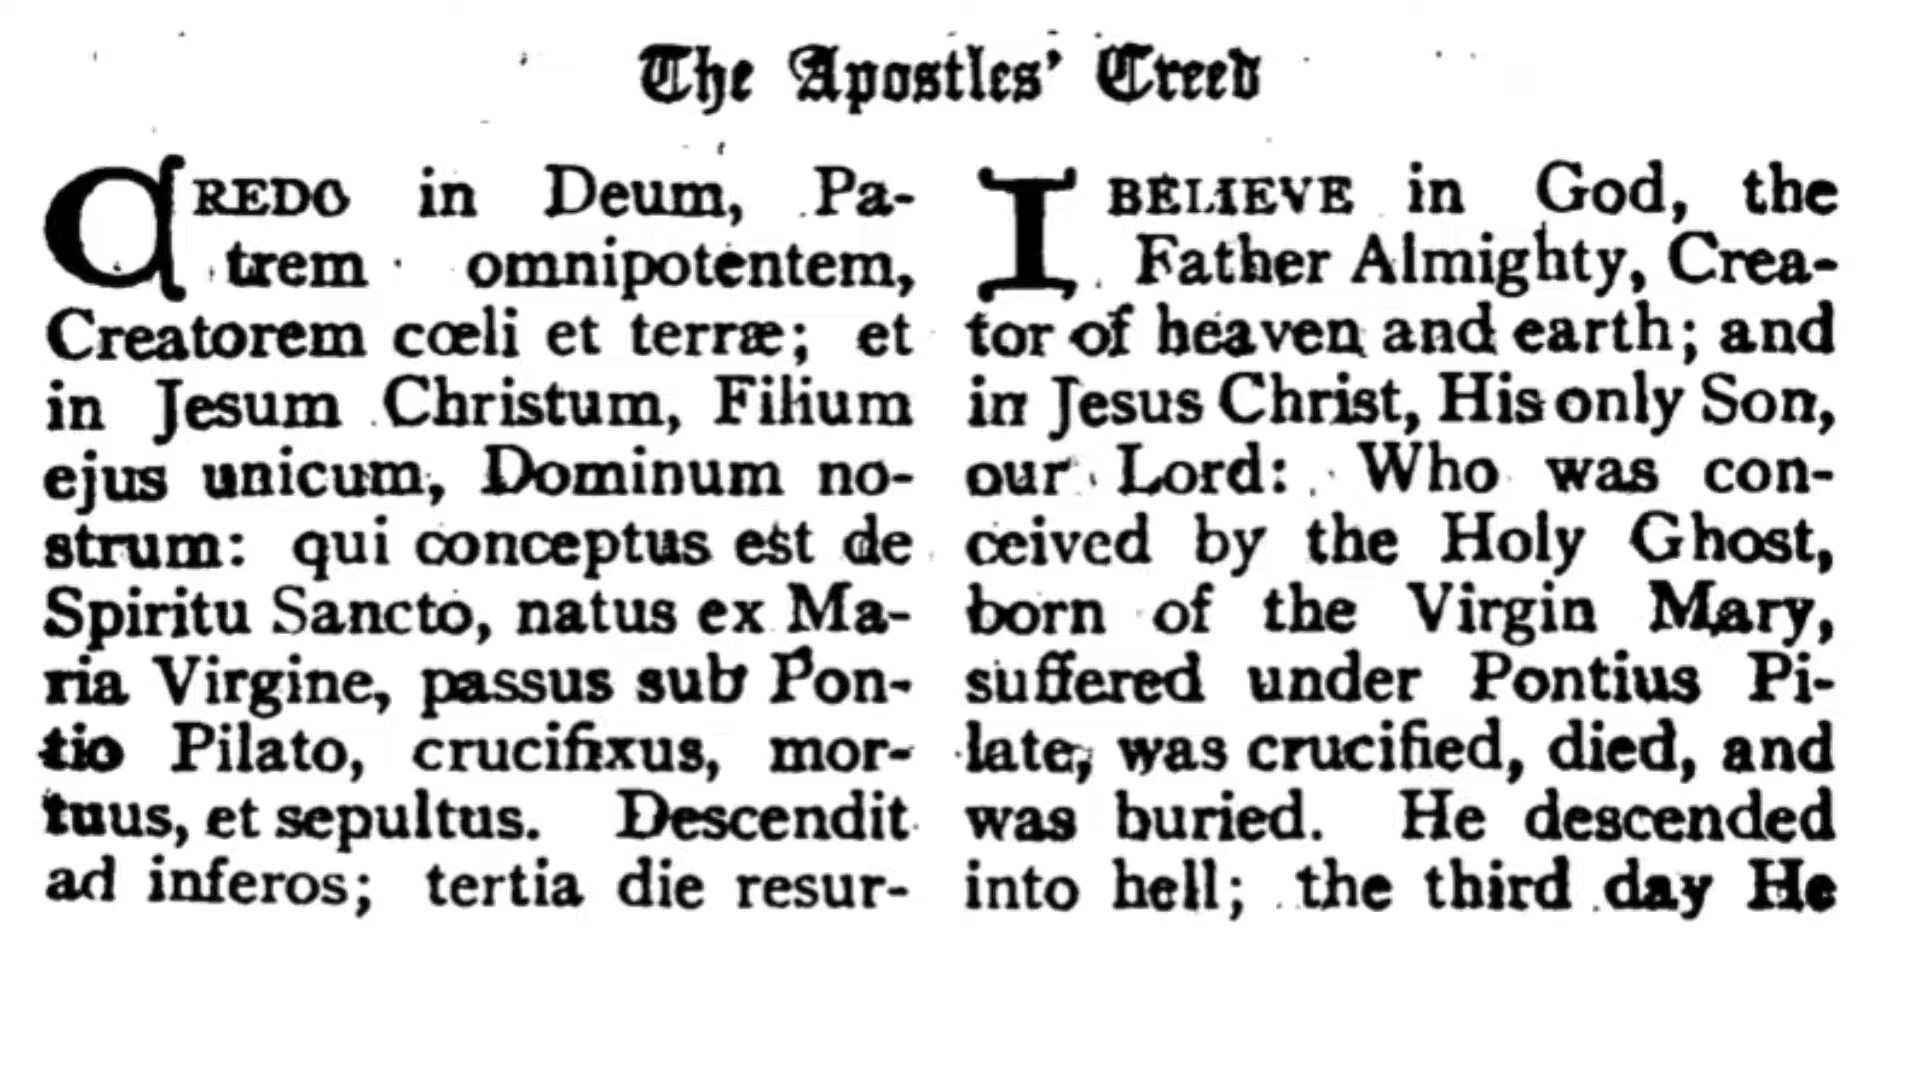 The Apostles' Creed
CREDO in Deum, Pa-
trem omnipotentem,
Creatorem cœli et terræ; et
in Jesum Christum, Filium
ejus unicum, Dominum no-
strum: qui conceptus est de
Spiritu Sancto, natus ex Ma-
ria Virgine, passus sub Pon-
tio Pilato, crucifixus, mor-
tuus, et sepultus. Descendit
ad inferos; tertia die resur-
I BELIEVE in God, the
Father Almighty, Crea-
tor of heaven and earth; and
in Jesus Christ, His only Son,
our Lord: Who was con-
ceived by the Holy Ghost,
born of the Virgin Mary,
suffered under Pontius Pi-
late, was crucified, died, and
was buried. He descended
into hell; the third day He